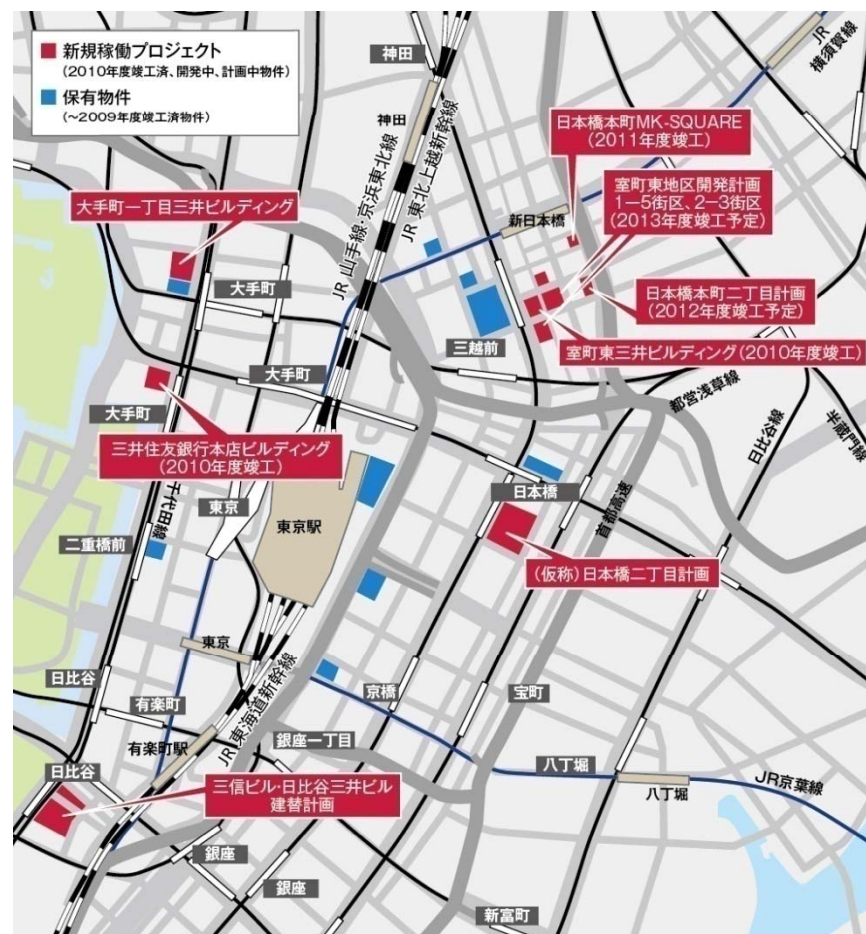 新規稼働プロジェクト
(2010年度竣工済、開発中、計画中物件)
保有物件
(～2009年度竣工済物件)
神田
神田
JR 山手線・京浜東北線
JR 東北上越新幹線
JR
横須賀線
日本橋本町MK-SQUARE
(2011年度竣工)
室町東地区開発計画
1－5街区、2－3街区
(2013年度竣工予定)
新日本橋
大手町一丁目三井ビルディング
大手町
日本橋本町二丁目計画
(2012年度竣工予定)
三越前
室町東三井ビルディング(2010年度竣工)
大手町
大手町
都営浅草線
日比谷線
半蔵門線
三井住友銀行本店ビルディング
(2010年度竣工)
千代田線
東京
東京駅
日本橋
首都高速
二重橋前
(仮称)日本橋二丁目計画
東京
日比谷
有楽町
JR東海道新幹線
京橋
宝町
有楽町駅
銀座一丁目
日比谷
八丁堀
八丁堀
JR京葉線
三信ビル・日比谷三井ビル
建替計画
銀座
銀座
新富町